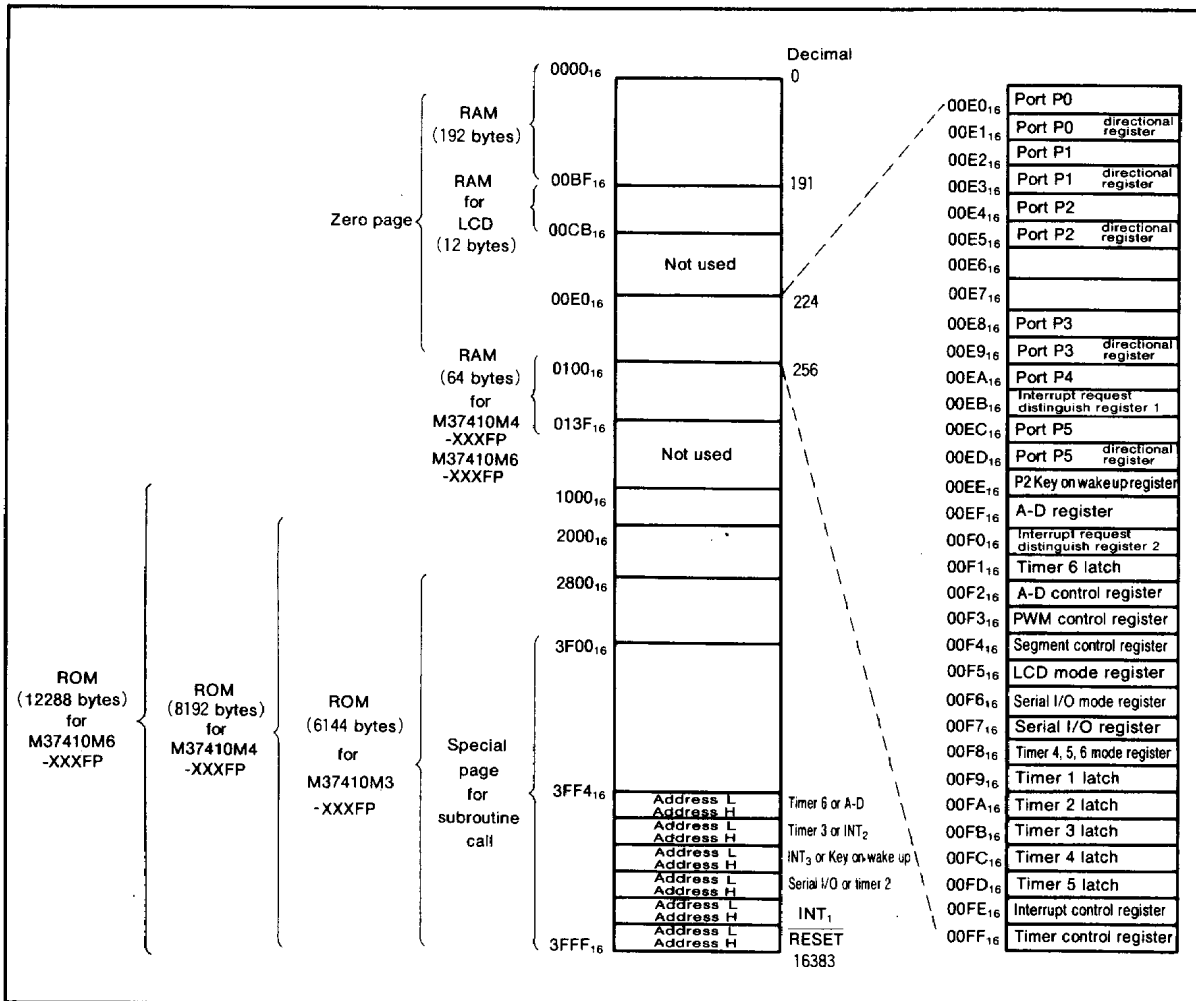 Decimal
0000₁₆
0
RAM
(192 bytes)
00BF₁₆
191
RAM
for
LCD
(12 bytes)
Zero page
00CB₁₆
Not used
00E0₁₆
224
RAM
(64 bytes)
for
M37410M4
-XXXFP
M37410M6
-XXXFP
0100₁₆
256
013F₁₆
Not used
1000₁₆
2000₁₆
2800₁₆
3F00₁₆
ROM
(12288 bytes)
for
M37410M6
-XXXFP
ROM
(8192 bytes)
for
M37410M4
-XXXFP
ROM
(6144 bytes)
for
M37410M3
-XXXFP
Special
page
for
subroutine
call
3FF4₁₆
Address L
Address H
Timer 6 or A-D
Address L
Address H
Timer 3 or INT₂
Address L
Address H
INT₃ or Key on wake up
Address L
Address H
Serial I/O or timer 2
Address L
Address H
INT₁
Address L
Address H
RESET
3FFF₁₆
16383
00E0₁₆ Port P0
00E1₁₆ Port P0 directional register
00E2₁₆ Port P1
00E3₁₆ Port P1 directional register
00E4₁₆ Port P2
00E5₁₆ Port P2 directional register
00E6₁₆
00E7₁₆
00E8₁₆ Port P3
00E9₁₆ Port P3 directional register
00EA₁₆ Port P4
00EB₁₆ Interrupt request distinguish register 1
00EC₁₆ Port P5
00ED₁₆ Port P5 directional register
00EE₁₆ P2 Key on wake up register
00EF₁₆ A-D register
00F0₁₆ Interrupt request distinguish register 2
00F1₁₆ Timer 6 latch
00F2₁₆ A-D control register
00F3₁₆ PWM control register
00F4₁₆ Segment control register
00F5₁₆ LCD mode register
00F6₁₆ Serial I/O mode register
00F7₁₆ Serial I/O register
00F8₁₆ Timer 4, 5, 6 mode register
00F9₁₆ Timer 1 latch
00FA₁₆ Timer 2 latch
00FB₁₆ Timer 3 latch
00FC₁₆ Timer 4 latch
00FD₁₆ Timer 5 latch
00FE₁₆ Interrupt control register
00FF₁₆ Timer control register